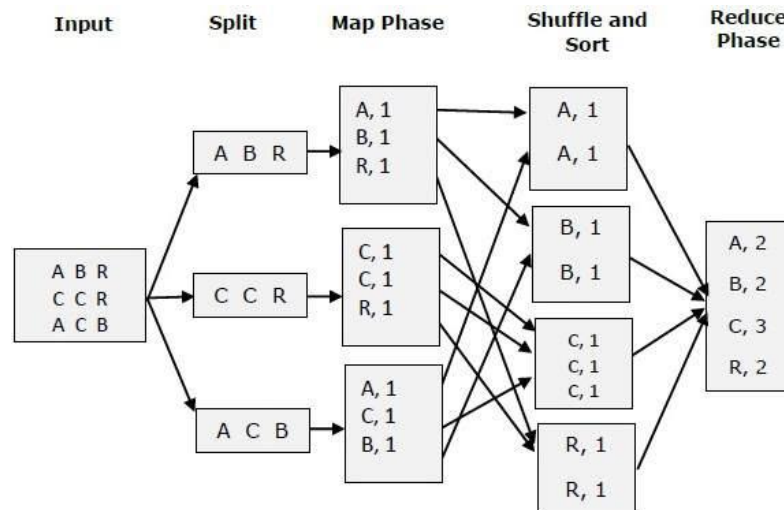 Input
Split
Map Phase
Shuffle and
Sort
Reduce
Phase
A B R
C C R
A C B
A B R
C C R
A C B
A, 1
B, 1
R, 1
C, 1
C, 1
R, 1
A, 1
C, 1
B, 1
A, 1
A, 1
B, 1
B, 1
C, 1
C, 1
C, 1
R, 1
R, 1
A, 2
B, 2
C, 3
R, 2